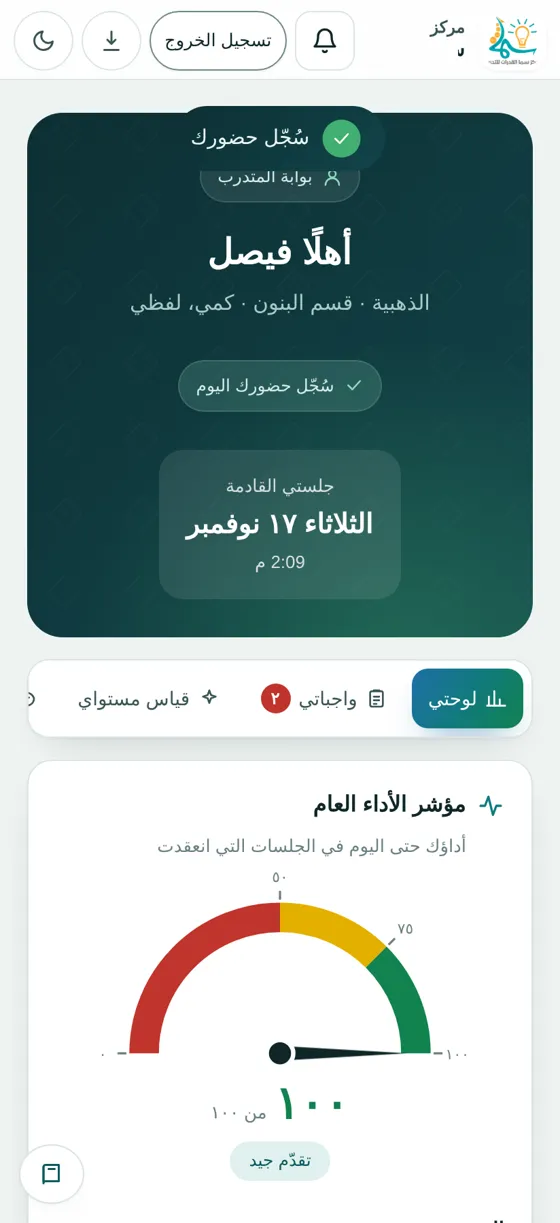 مركز
تسجيل الخروج
سُجّل حضورك
بوابة المتدرب
أهلًا فيصل
الذهبية · قسم البنون · كمي، لفظي
سُجّل حضورك اليوم
جلستي القادمة
الثلاثاء ١٧ نوفمبر
2:09 م
لوحتي
واجباتي ٢
قياس مستواي
مؤشر الأداء العام
أداؤك حتى اليوم في الجلسات التي انعقدت
٥٠
٧٥
٠
١٠٠
١٠٠ من ١٠٠
تقدّم جيد